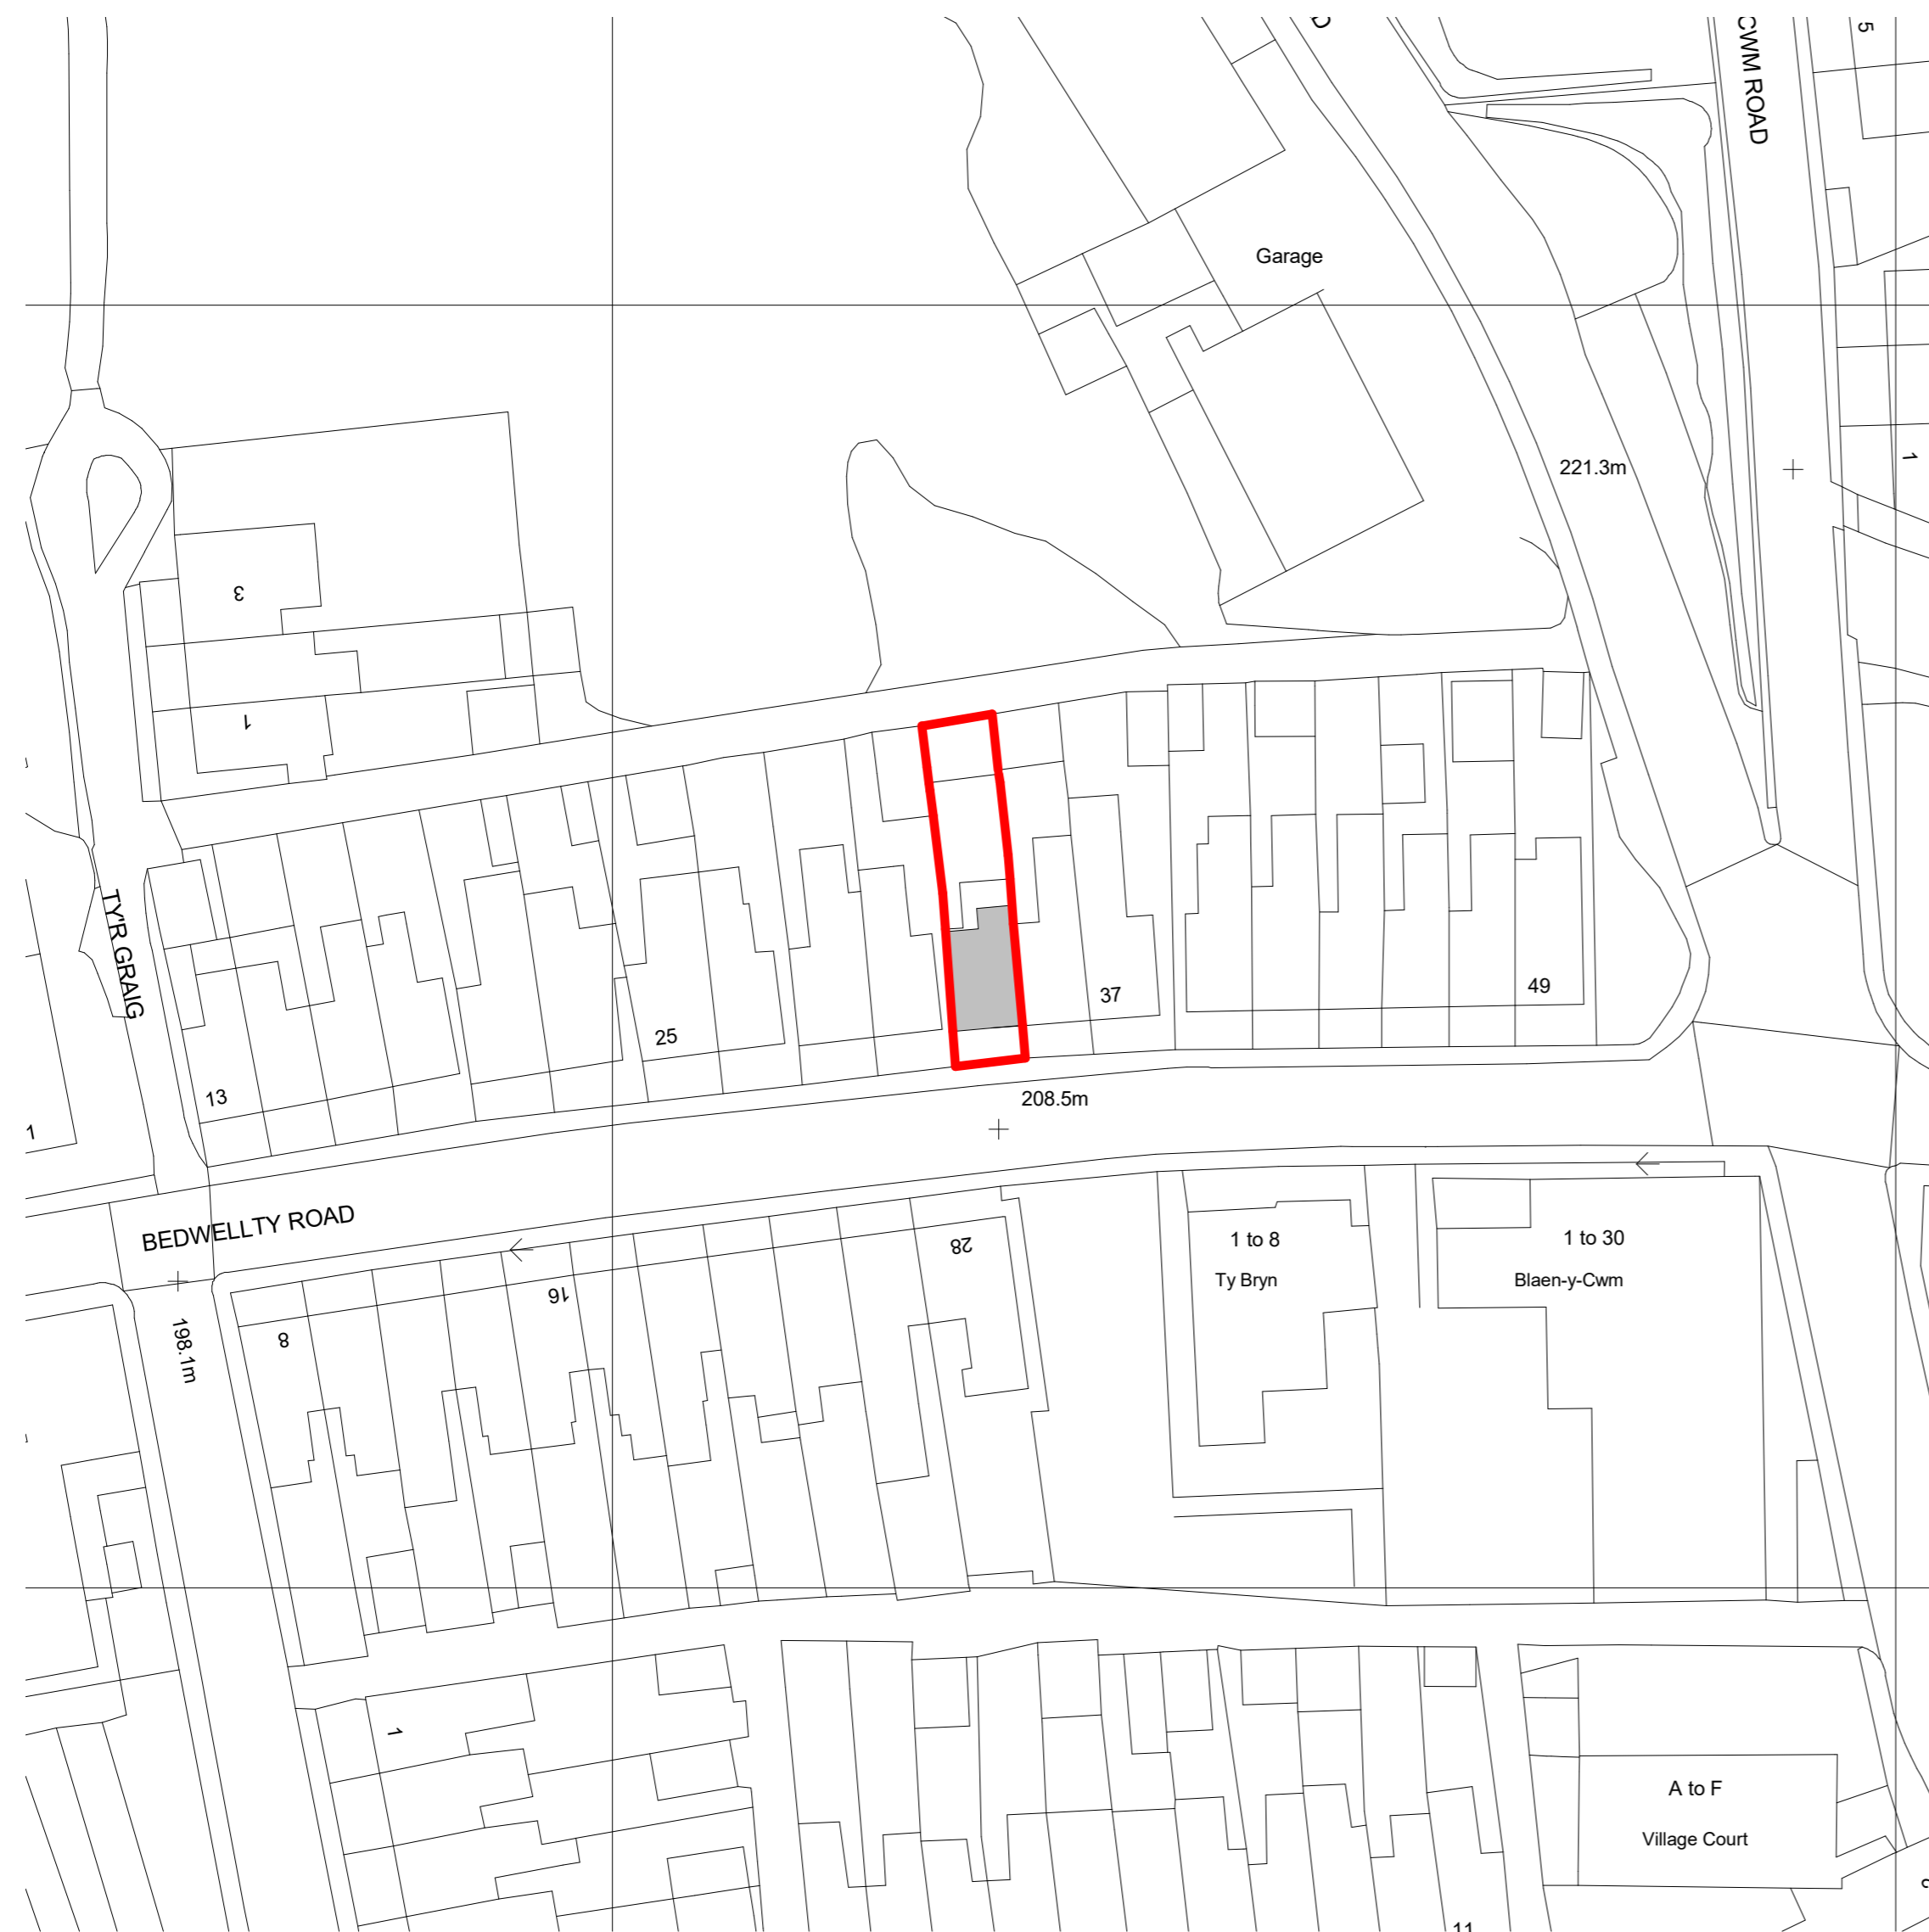 CWM ROAD
5
Garage
221.3m
1
3
1
TY'R GRAIG
49
37
25
13
1
208.5m
BEDWELLTY ROAD
28
1 to 8
1 to 30
16
Ty Bryn
Blaen-y-Cwm
8
198.1m
1
A to F
Village Court
11